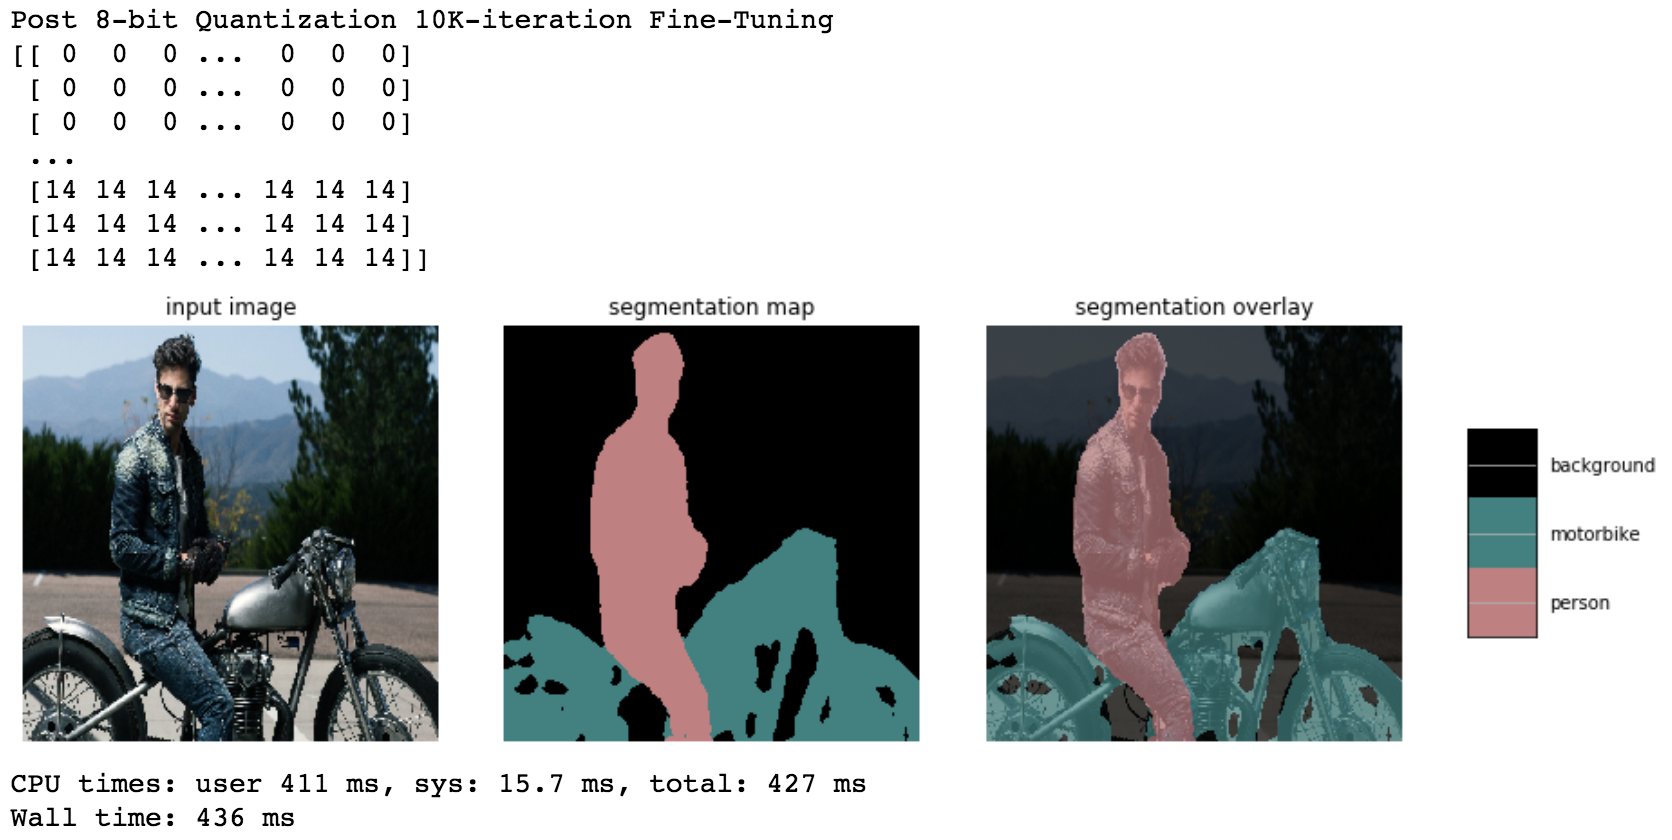 Post 8-bit Quantization 10K-iteration Fine-Tuning
[[ 0  0  0 ...  0  0  0]
 [ 0  0  0 ...  0  0  0]
 [ 0  0  0 ...  0  0  0]
 ...
 [14 14 14 ... 14 14 14]
 [14 14 14 ... 14 14 14]
 [14 14 14 ... 14 14 14]]
input image
segmentation map
segmentation overlay
background
motorbike
person
CPU times: user 411 ms, sys: 15.7 ms, total: 427 ms
Wall time: 436 ms